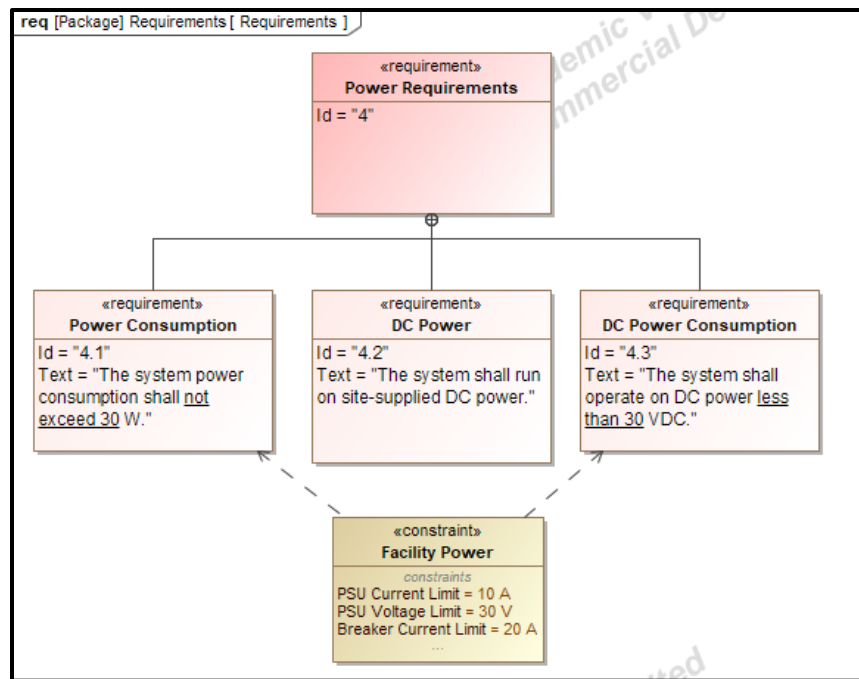 req [Package] Requirements [ Requirements ]
«requirement»
Power Requirements
Id = "4"
«requirement»
Power Consumption
Id = "4.1"
Text = "The system power
consumption shall not
exceed 30 W."
«requirement»
DC Power
Id = "4.2"
Text = "The system shall run
on site-supplied DC power."
«requirement»
DC Power Consumption
Id = "4.3"
Text = "The system shall
operate on DC power less
than 30 VDC."
«constraint»
Facility Power
constraints
PSU Current Limit = 10 A
PSU Voltage Limit = 30 V
Breaker Current Limit = 20 A
...